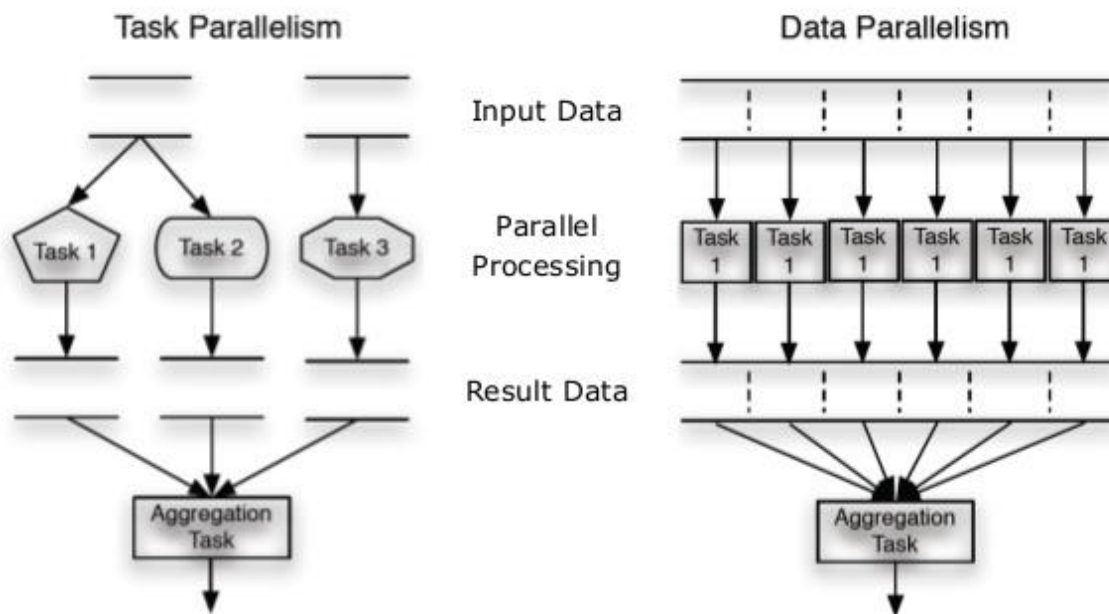 Task Parallelism
Data Parallelism
Input Data
Parallel
Processing
Task 1
Task 2
Task 3
Task
1
Task
1
Task
1
Task
1
Task
1
Task
1
Result Data
Aggregation
Task
Aggregation
Task